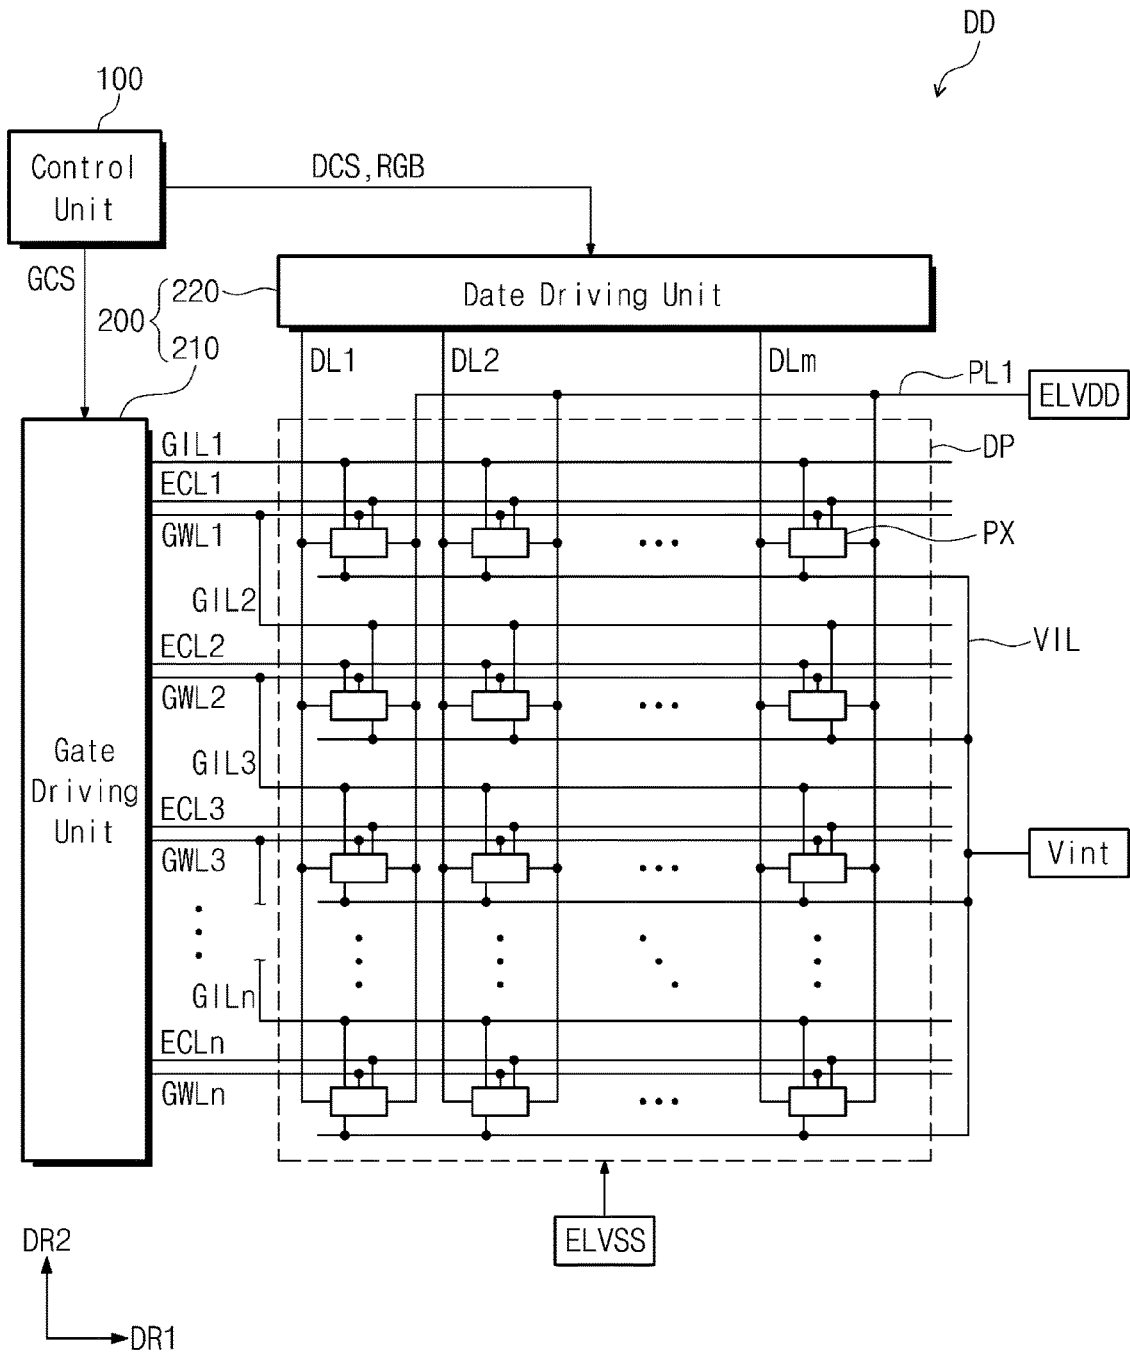 DD
100
Control
Unit
DCS,RGB
GCS
200
220
210
Date Driving Unit
DL1
DL2
DLm
PL1
ELVDD
DP
GIL1
ECL1
GWL1
PX
GIL2
ECL2
GWL2
VIL
GIL3
ECL3
GWL3
Gate
Driving
Unit
Vint
GILn
ECLn
GWLn
ELVSS
DR2
DR1